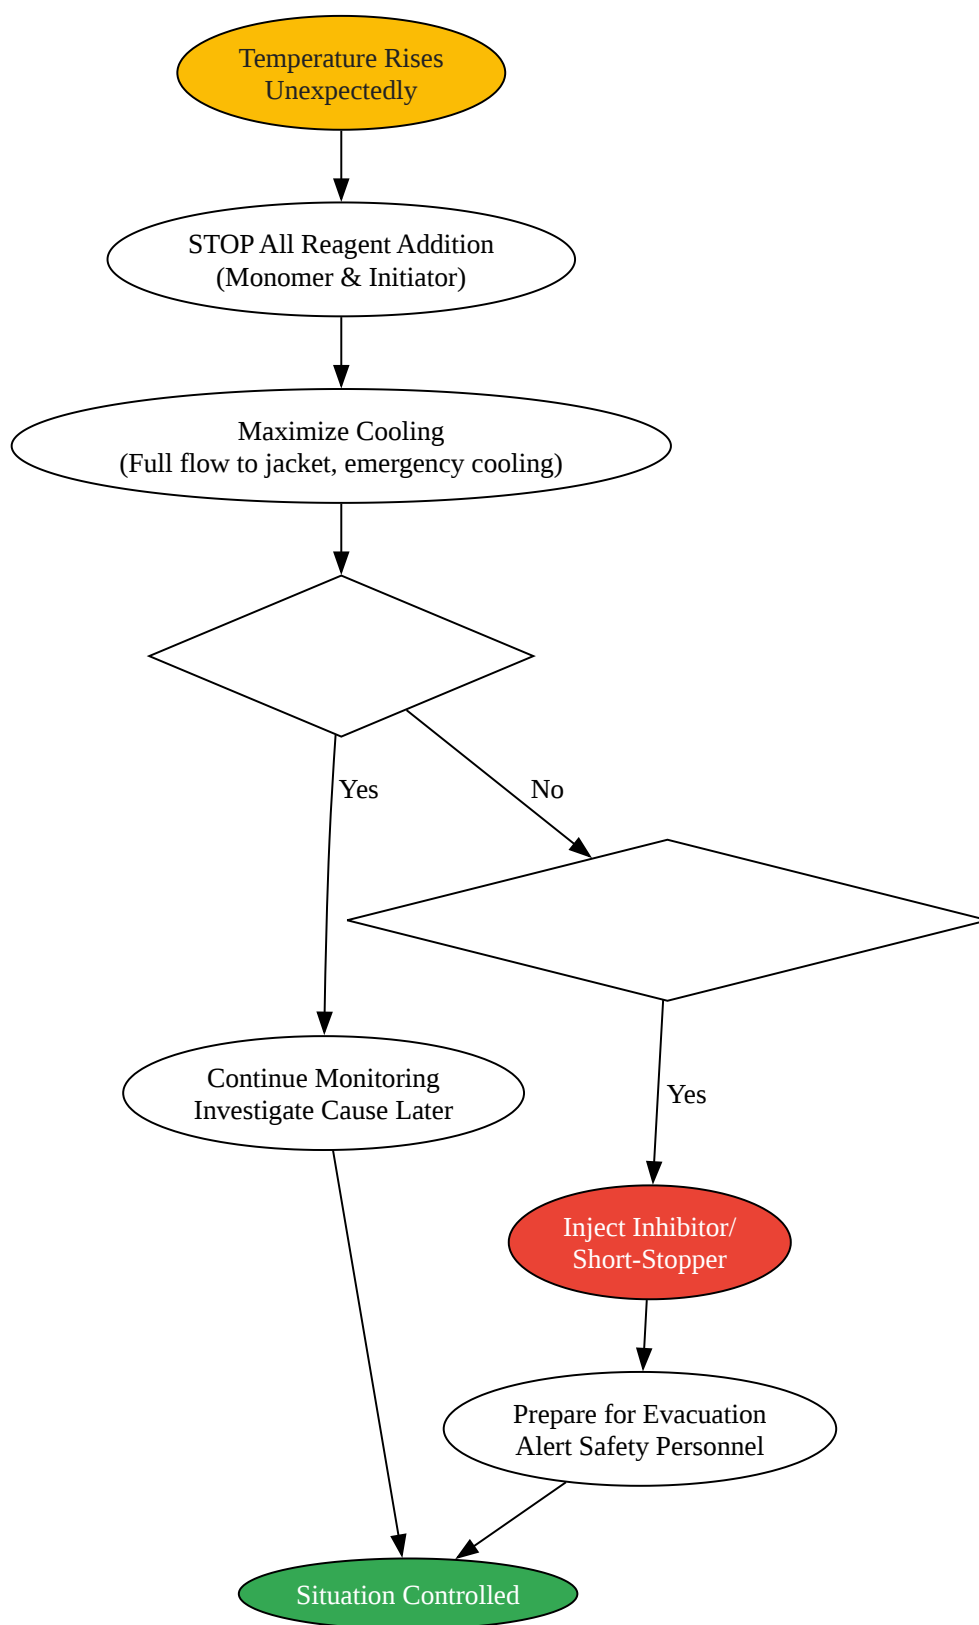 Temperature Rises
Unexpectedly
STOP All Reagent Addition
(Monomer & Initiator)
Maximize Cooling
(Full flow to jacket, emergency cooling)
Yes
No
Continue Monitoring
Investigate Cause Later
Yes
Inject Inhibitor/
Short-Stopper
Prepare for Evacuation
Alert Safety Personnel
Situation Controlled